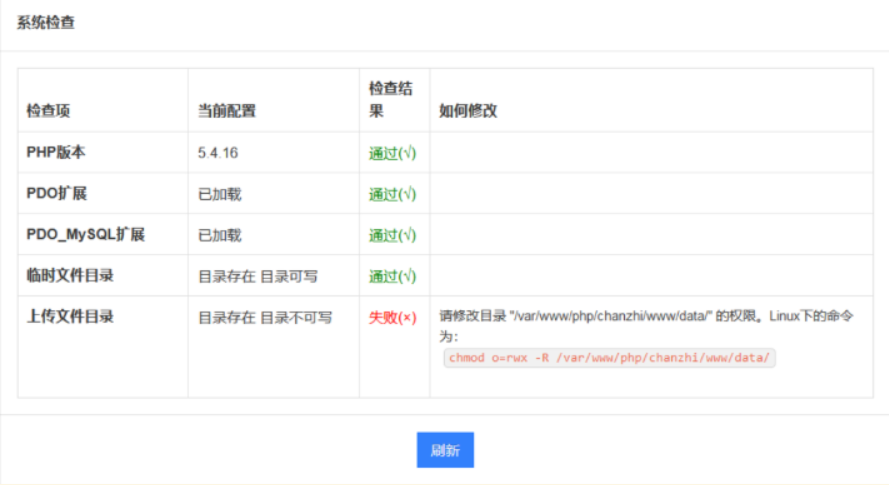 系统检查
检查项 当前配置 检查结果 如何修改
PHP版本 5.4.16 通过(√)
PDO扩展 已加载 通过(√)
PDO_MySQL扩展 已加载 通过(√)
临时文件目录 目录存在 目录可写 通过(√)
上传文件目录 目录存在 目录不可写 失败(×) 请修改目录 "/var/www/php/chanzhi/www/data/" 的权限。Linux下的命令
为：
chmod o=rwx -R /var/www/php/chanzhi/www/data/
刷新